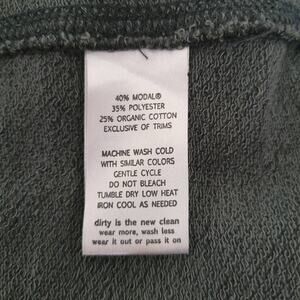 40% MODAL®
35% POLYESTER
25% ORGANIC COTTON
EXCLUSIVE OF TRIMS
MACHINE WASH COLD
WITH SIMILAR COLORS
GENTLE CYCLE
DO NOT BLEACH
TUMBLE DRY LOW HEAT
IRON COOL AS NEEDED
dirty is the new clean
wear more, wash less
wear it out or pass it on